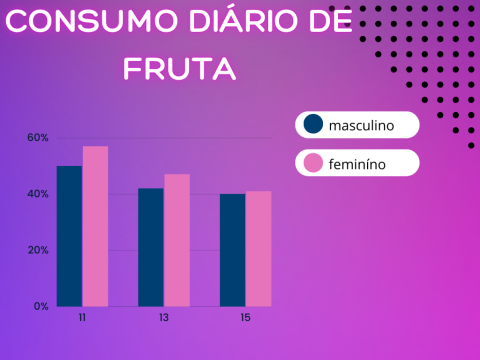 CONSUMO DIÁRIO DE
FRUTA
masculino
feminíno
60%
40%
20%
0%
11
13
15